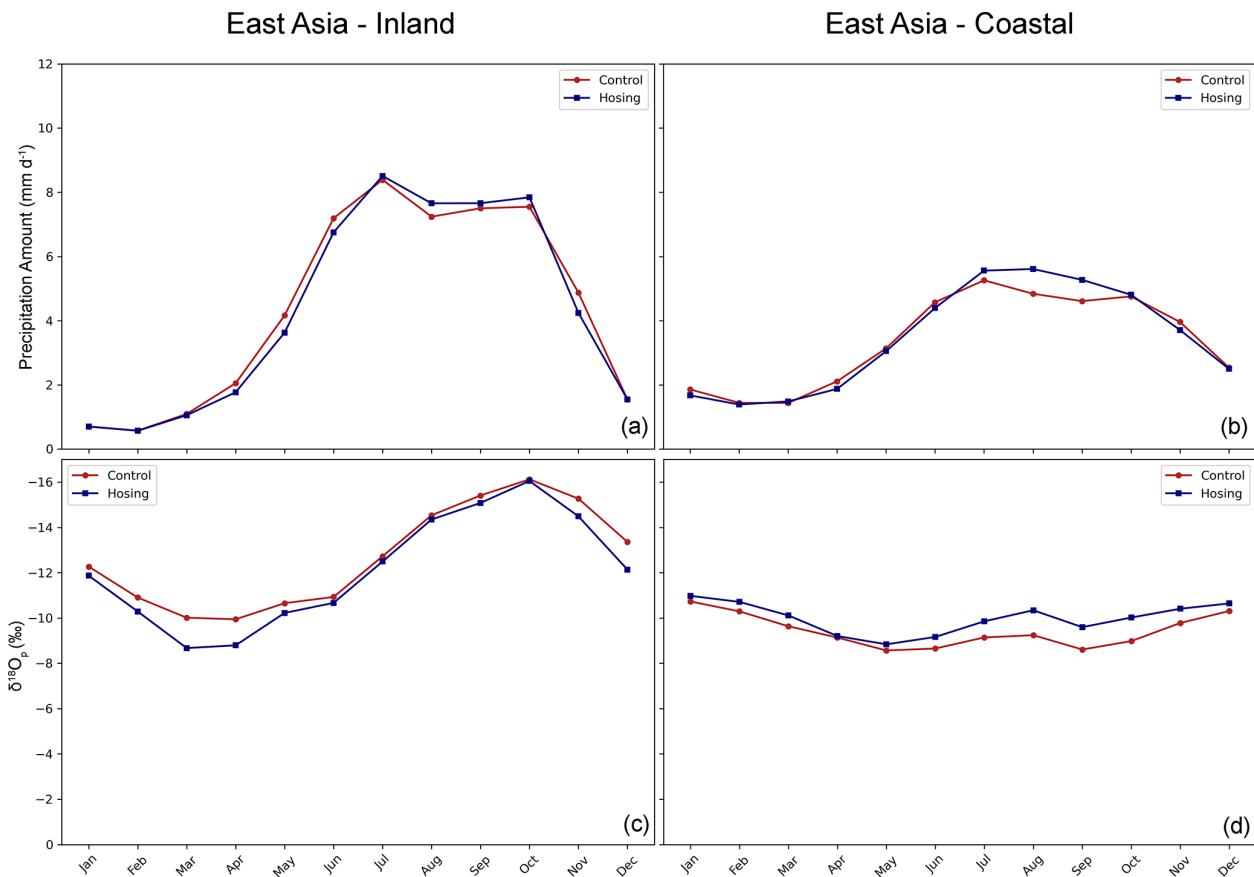 East Asia - Inland
East Asia - Coastal
Precipitation Amount (mm d⁻¹)
12
10
8
6
4
2
0
Control
Hosing
(a)
Control
Hosing
(b)
δ¹⁸Oₚ (‰)
−16
−14
−12
−10
−8
−6
−4
−2
0
Control
Hosing
(c)
Jan
Feb
Mar
Apr
May
Jun
Jul
Aug
Sep
Oct
Nov
Dec
Control
Hosing
(d)
Jan
Feb
Mar
Apr
May
Jun
Jul
Aug
Sep
Oct
Nov
Dec